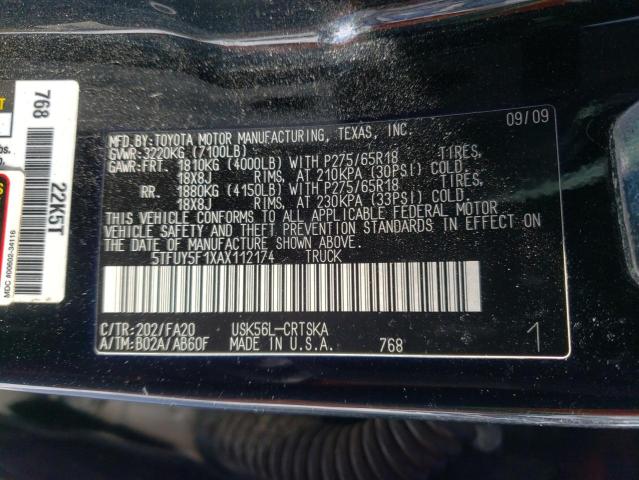 MFD.BY:TOYOTA MOTOR MANUFACTURING, TEXAS, INC. 09/09
GVWR:3220KG (7100LB)
GAWR:FRT. 1810KG (4000LB) WITH P275/65R18 TIRES,
18X8J RIMS, AT 210KPA (30PSI) COLD.
RR. 1880KG (4150LB) WITH P275/65R18 TIRES,
18X8J RIMS, AT 230KPA (33PSI) COLD.
THIS VEHICLE CONFORMS TO ALL APPLICABLE FEDERAL MOTOR
VEHICLE SAFETY AND THEFT PREVENTION STANDARDS IN EFFECT ON
THE DATE OF MANUFACTURE SHOWN ABOVE.
5TFUY5F1XAX112174 TRUCK
C/TR:202/FA20 USK56L-CRTSKA
A/TM:B02A/AB60F MADE IN U.S.A. 768 1
768
22K5T
MDC #00602-34116